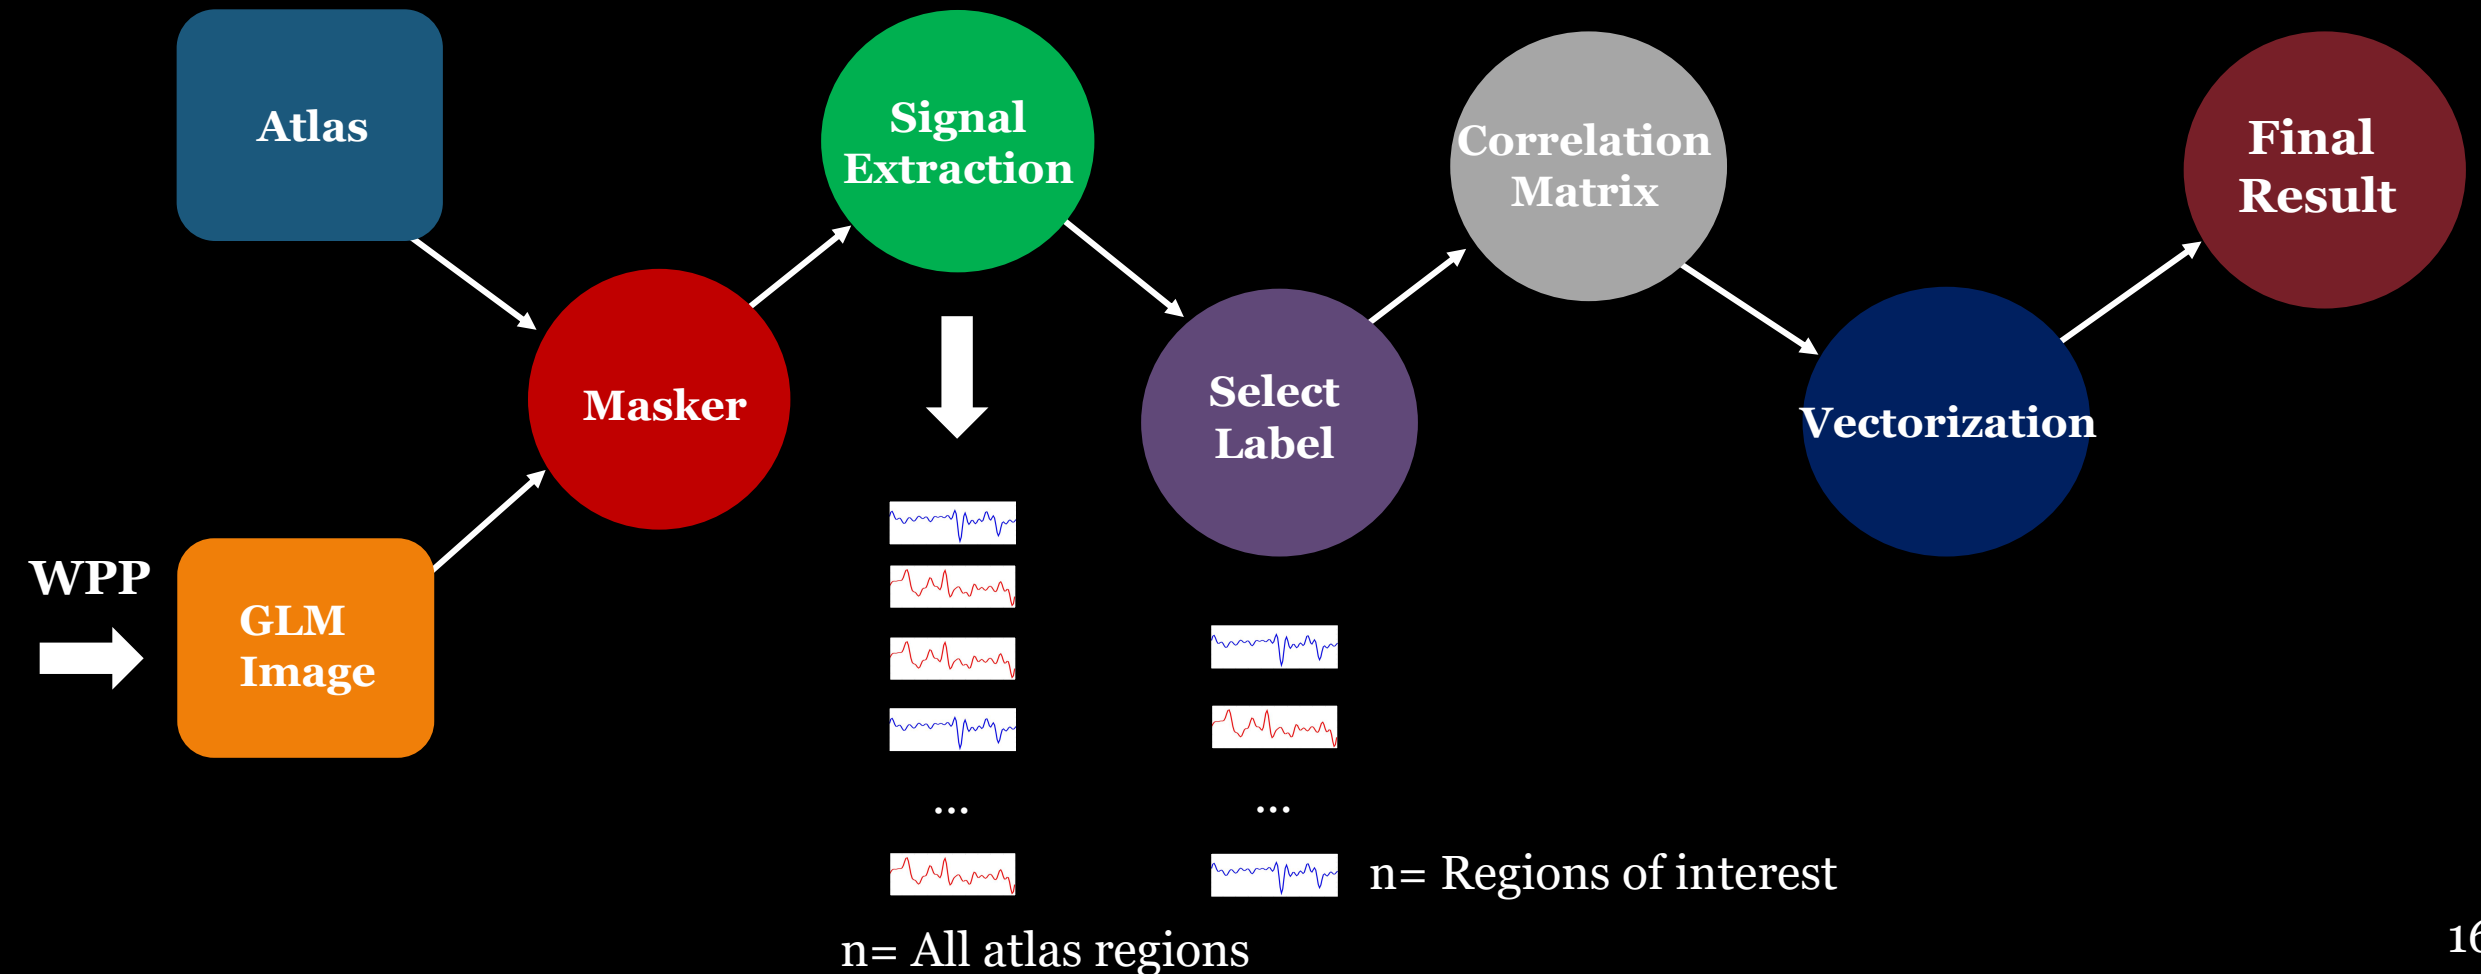 Atlas
WPP
GLM
Image
Masker
Signal
Extraction
...
n= All atlas regions
Select
Label
...
n= Regions of interest
Correlation
Matrix
Vectorization
Final
Result
16